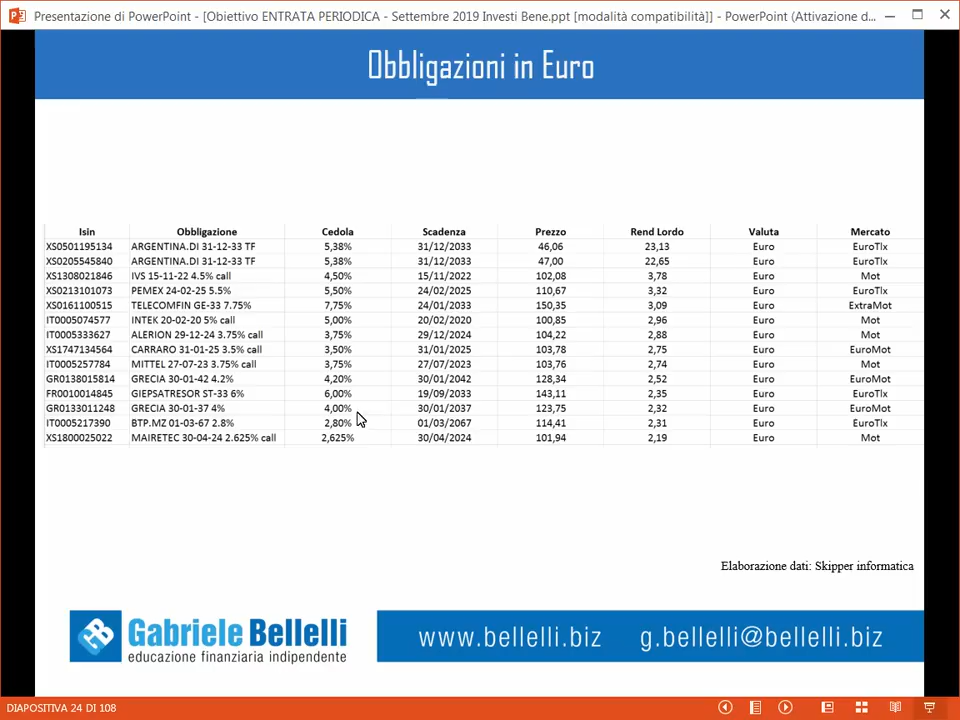 Presentazione di PowerPoint - [Obiettivo ENTRATA PERIODICA - Settembre 2019 Investi Bene.ppt [modalità compatibilità]] - PowerPoint (Attivazione d...
Obbligazioni in Euro
Isin Obbligazione Cedola Scadenza Prezzo Rend Lordo Valuta Mercato
XS0501195134 ARGENTINA.DI 31-12-33 TF 5,38% 31/12/2033 46,06 23,13 Euro EuroTlx
XS0205545840 ARGENTINA.DI 31-12-33 TF 5,38% 31/12/2033 47,00 22,65 Euro EuroTlx
XS1308021846 IVS 15-11-22 4.5% call 4,50% 15/11/2022 102,08 3,78 Euro Mot
XS0213101073 PEMEX 24-02-25 5.5% 5,50% 24/02/2025 110,67 3,32 Euro EuroTlx
XS0161100515 TELECOMFIN GE-33 7.75% 7,75% 24/01/2033 150,35 3,09 Euro ExtraMot
IT0005074577 INTEK 20-02-20 5% call 5,00% 20/02/2020 100,85 2,96 Euro Mot
IT0005333627 ALERION 29-12-24 3.75% call 3,75% 29/12/2024 104,22 2,88 Euro Mot
XS1747134564 CARRARO 31-01-25 3.5% call 3,50% 31/01/2025 103,78 2,75 Euro EuroMot
IT0005257784 MITTEL 27-07-23 3.75% call 3,75% 27/07/2023 103,76 2,74 Euro Mot
GR0138015814 GRECIA 30-01-42 4.2% 4,20% 30/01/2042 128,34 2,52 Euro EuroMot
FR0010014845 GIEPSATRESOR ST-33 6% 6,00% 19/09/2033 143,11 2,35 Euro EuroTlx
GR0133011248 GRECIA 30-01-37 4% 4,00% 30/01/2037 123,75 2,32 Euro EuroMot
IT0005217390 BTP.MZ 01-03-67 2.8% 2,80% 01/03/2067 114,41 2,31 Euro EuroTlx
XS1800025022 MAIRETEC 30-04-24 2.625% call 2,625% 30/04/2024 101,94 2,19 Euro Mot
Elaborazione dati: Skipper informatica
Gabriele Bellelli
educazione finanziaria indipendente
www.bellelli.biz g.bellelli@bellelli.biz
DIAPOSITIVA 24 DI 108